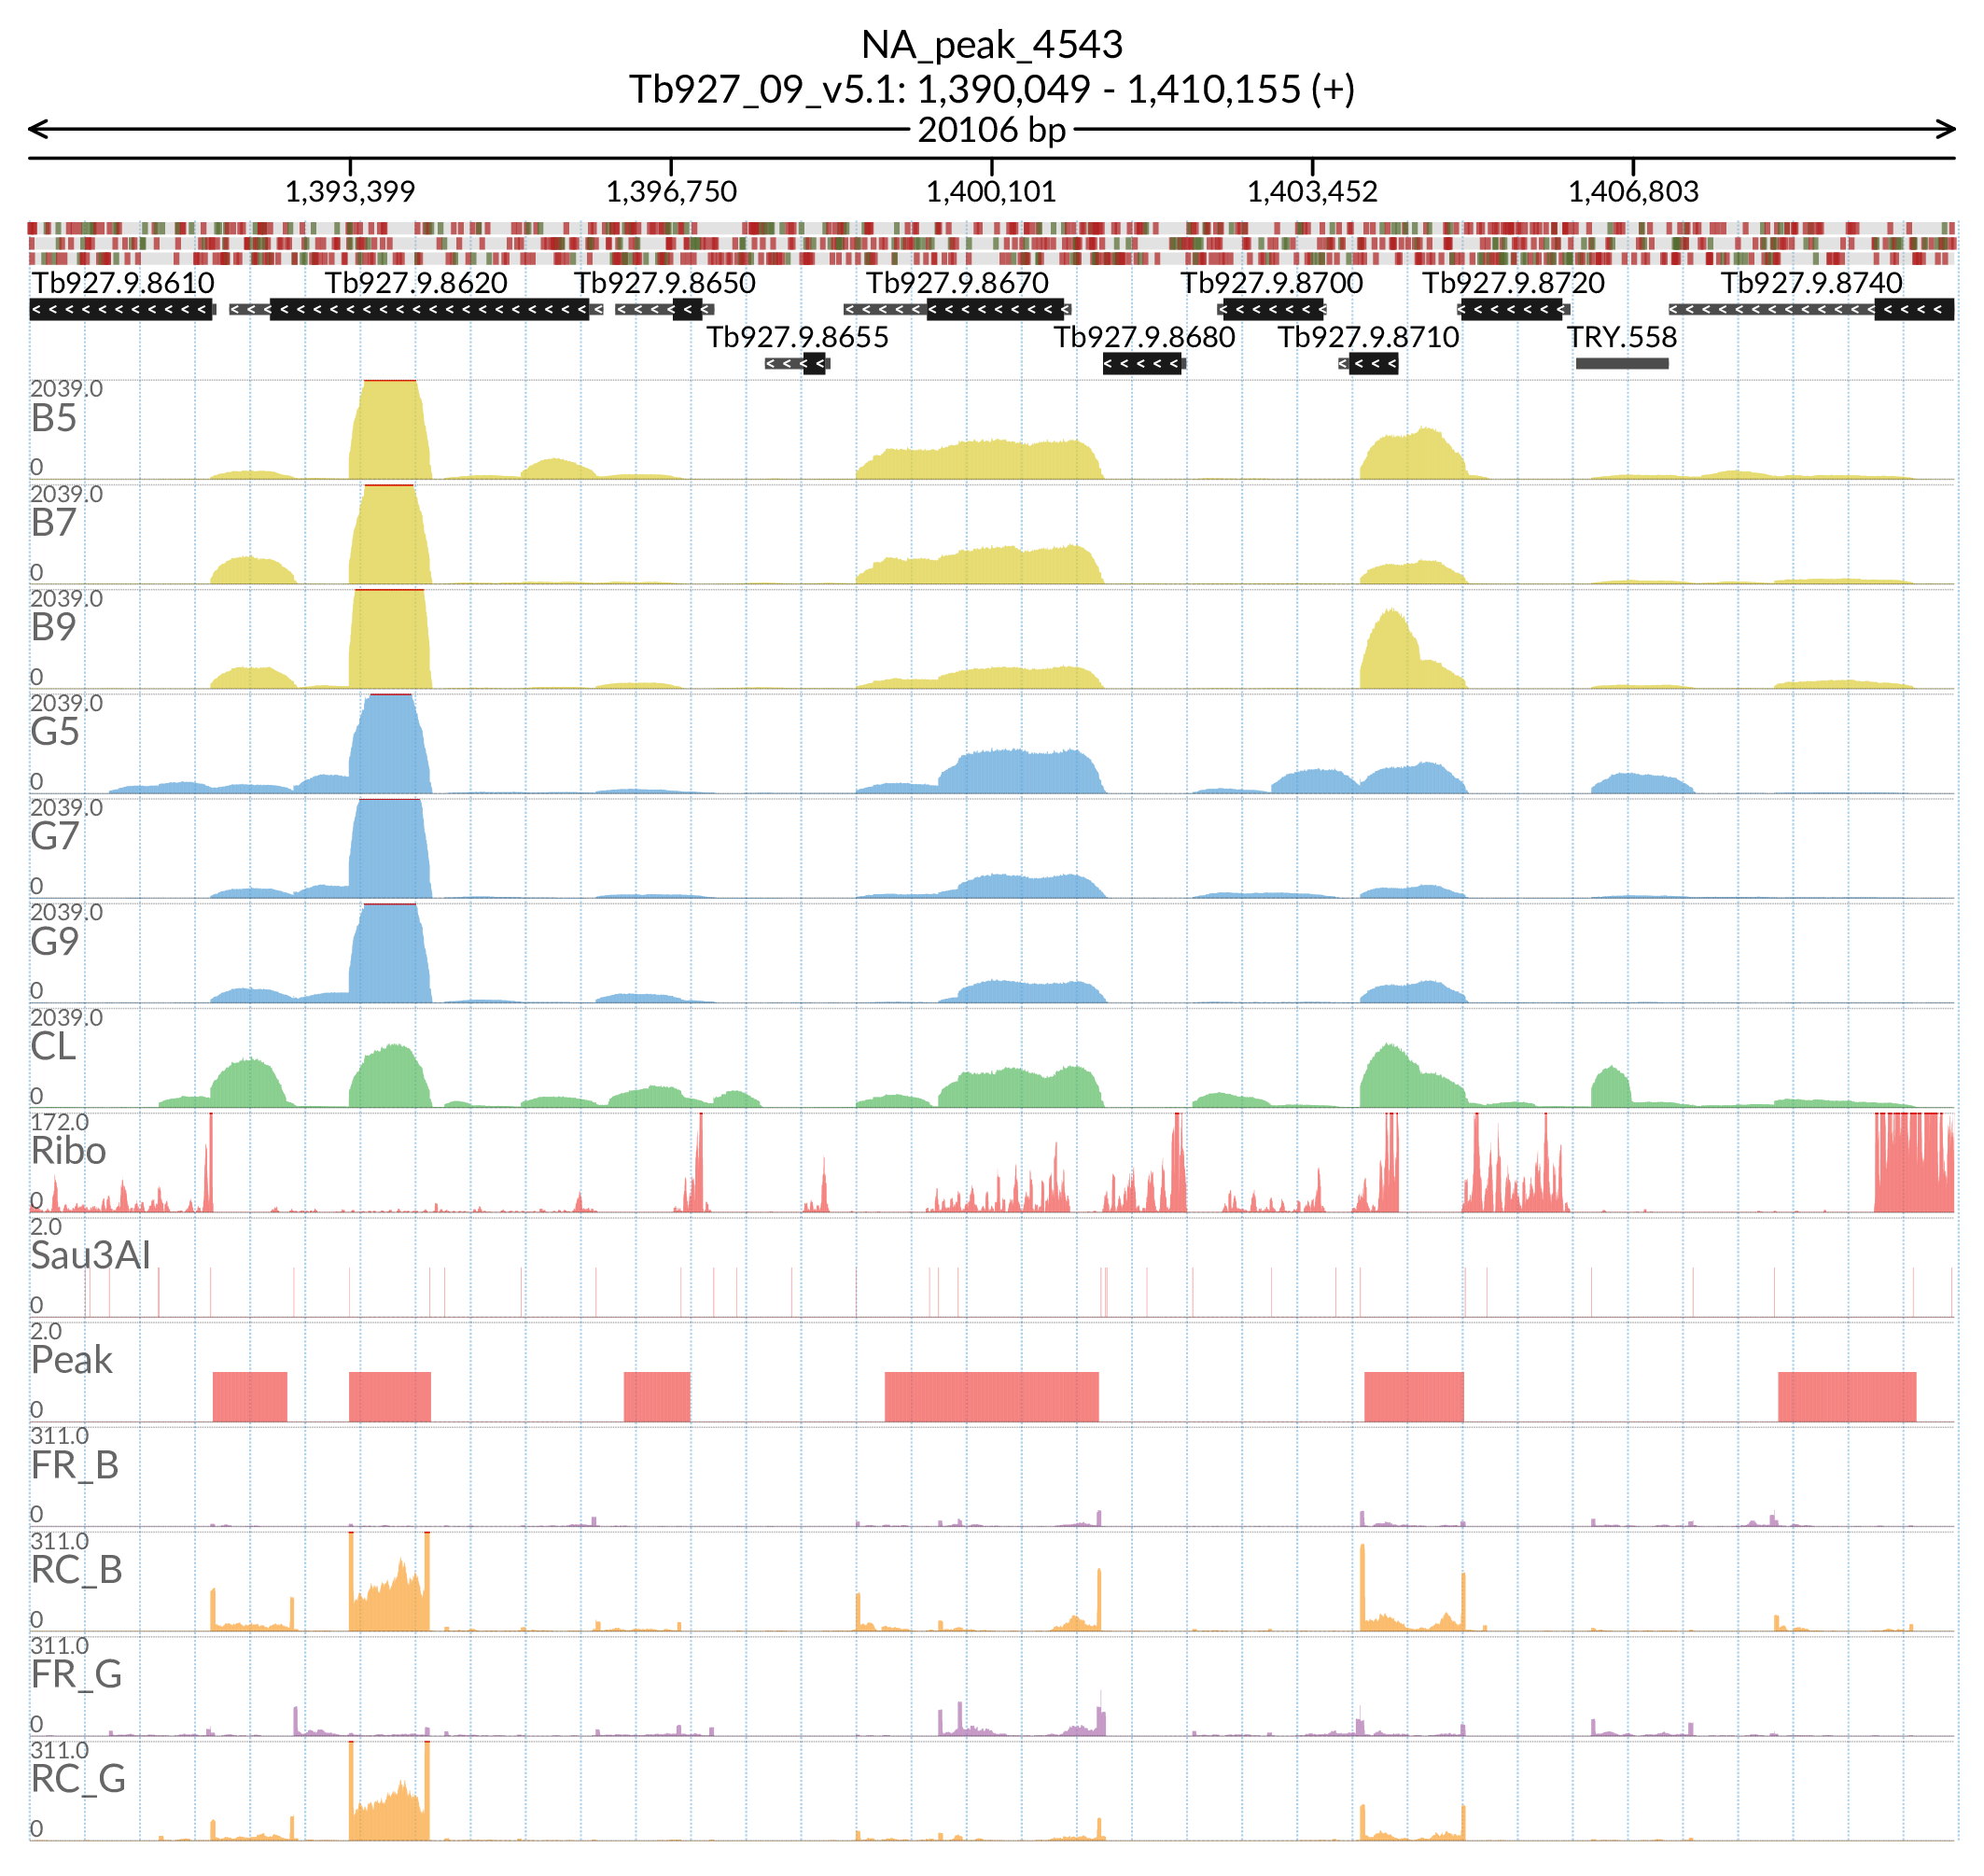 NA_peak_4543
Tb927_09_v5.1: 1,390,049 - 1,410,155 (+)
20106 bp
1,393,399 1,396,750 1,400,101 1,403,452 1,406,803
Tb927.9.8610 Tb927.9.8620 Tb927.9.8650 Tb927.9.8670 Tb927.9.8700 Tb927.9.8720 Tb927.9.8740
Tb927.9.8655 Tb927.9.8680 Tb927.9.8710 TRY.558
2039.0
B5
0
2039.0
B7
0
2039.0
B9
0
2039.0
G5
0
2039.0
G7
0
2039.0
G9
0
2039.0
CL
0
172.0
Ribo
0
2.0
Sau3AI
0
2.0
Peak
0
311.0
FR_B
0
311.0
RC_B
0
311.0
FR_G
0
311.0
RC_G
0